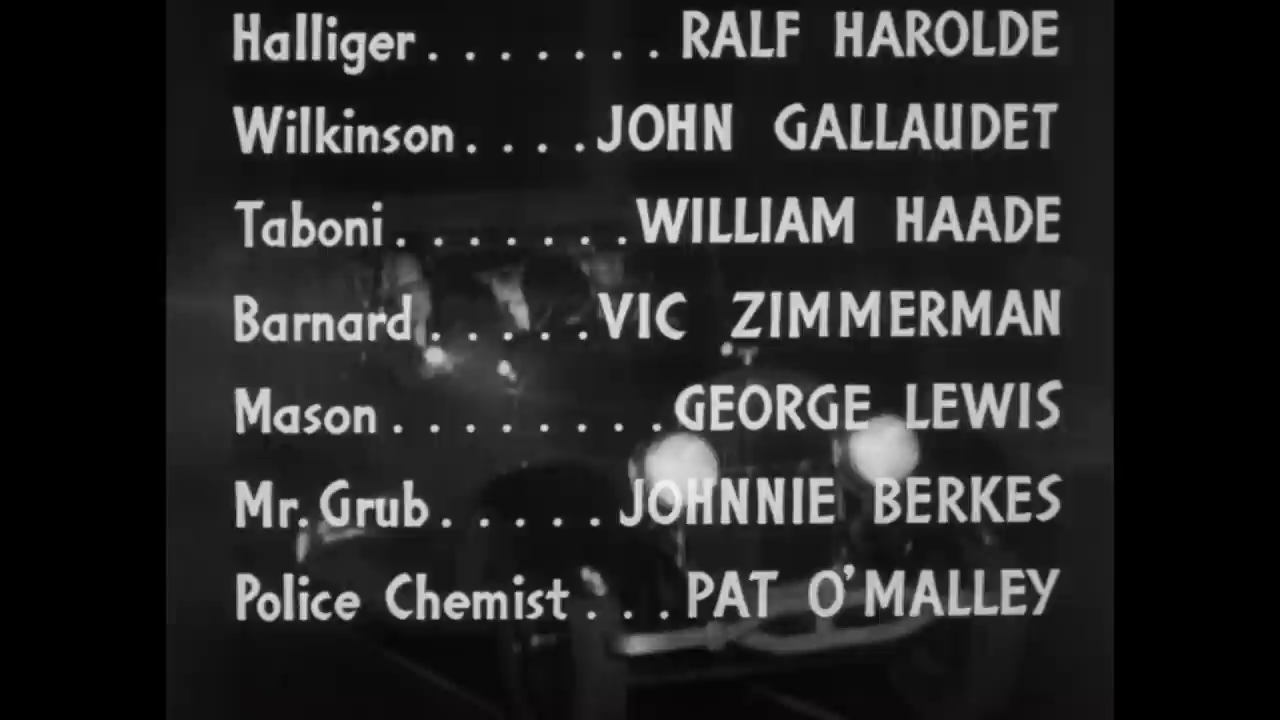 Halliger.......RALF HAROLDE
Wilkinson....JOHN GALLAUDET
Taboni.......WILLIAM HAADE
Barnard.....VIC ZIMMERMAN
Mason........GEORGE LEWIS
Mr. Grub.....JOHNNIE BERKES
Police Chemist...PAT O'MALLEY